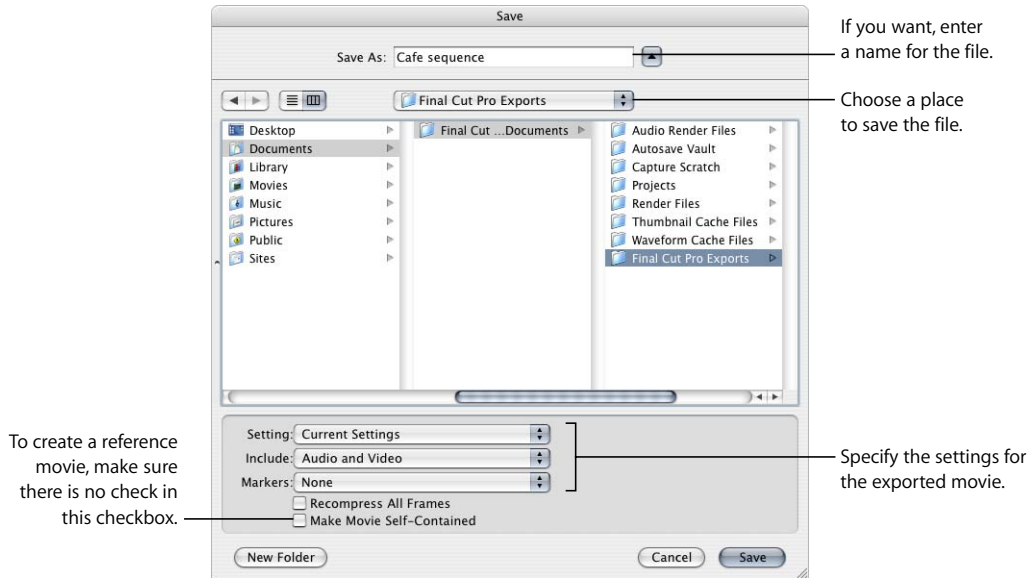 Save
If you want, enter
a name for the file.
Save As: Cafe sequence
Final Cut Pro Exports
Choose a place
to save the file.
Desktop
Documents
Library
Movies
Music
Pictures
Public
Sites
Final Cut ...Documents
Audio Render Files
Autosave Vault
Capture Scratch
Projects
Render Files
Thumbnail Cache Files
Waveform Cache Files
Final Cut Pro Exports
To create a reference
movie, make sure
there is no check in
this checkbox.
Setting: Current Settings
Include: Audio and Video
Markers: None
Recompress All Frames
Make Movie Self-Contained
Specify the settings for
the exported movie.
New Folder
Cancel
Save